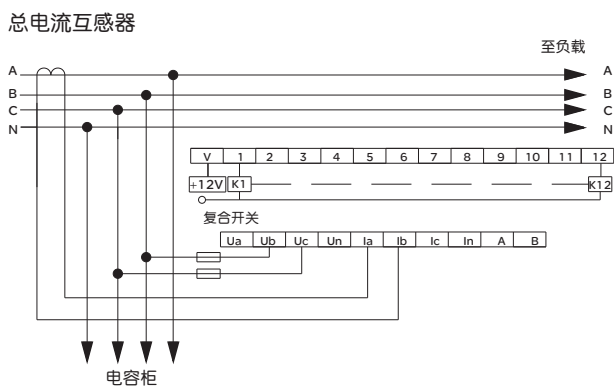 总电流互感器
至负载
A A
B B
C C
N N
V 1 2 3 4 5 6 7 8 9 10 11 12
+12V K1 K12
复合开关
Ua Ub Uc Un Ia Ib Ic In A B
电容柜